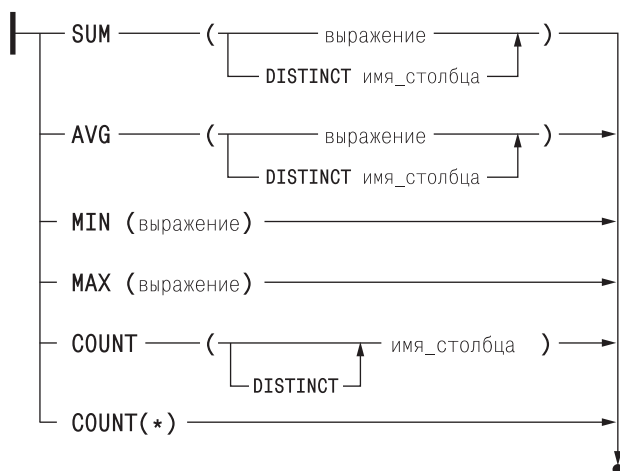 SUM ( выражение )
DISTINCT имя_столбца
AVG ( выражение )
DISTINCT имя_столбца
MIN (выражение)
MAX (выражение)
COUNT ( имя_столбца )
DISTINCT
COUNT(*)